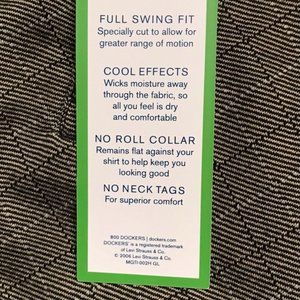 FULL SWING FIT
Specially cut to allow for
greater range of motion
COOL EFFECTS
Wicks moisture away
through the fabric, so
all you feel is dry
and comfortable
NO ROLL COLLAR
Remains flat against your
shirt to help keep you
looking good
NO NECK TAGS
For superior comfort
800 DOCKERS | dockers.com
DOCKERS® is a registered trademark
of Levi Strauss & Co.
© 2006 Levi Strauss & Co.
MGTI-002H GL